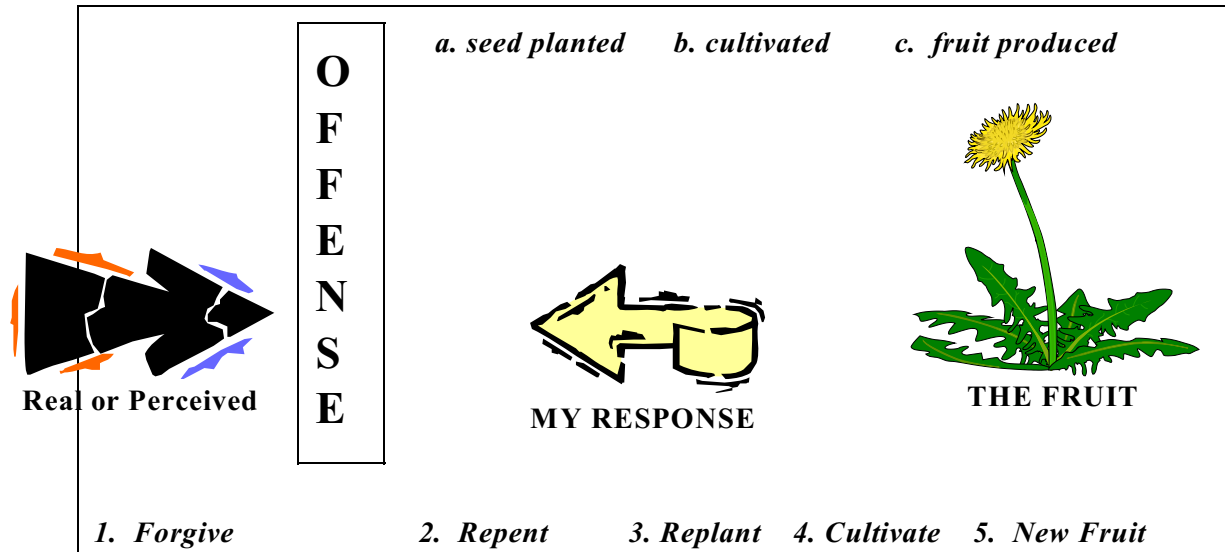 a. seed planted b. cultivated c. fruit produced
O
F
F
E
N
S
E
Real or Perceived
MY RESPONSE
THE FRUIT
1. Forgive 2. Repent 3. Replant 4. Cultivate 5. New Fruit